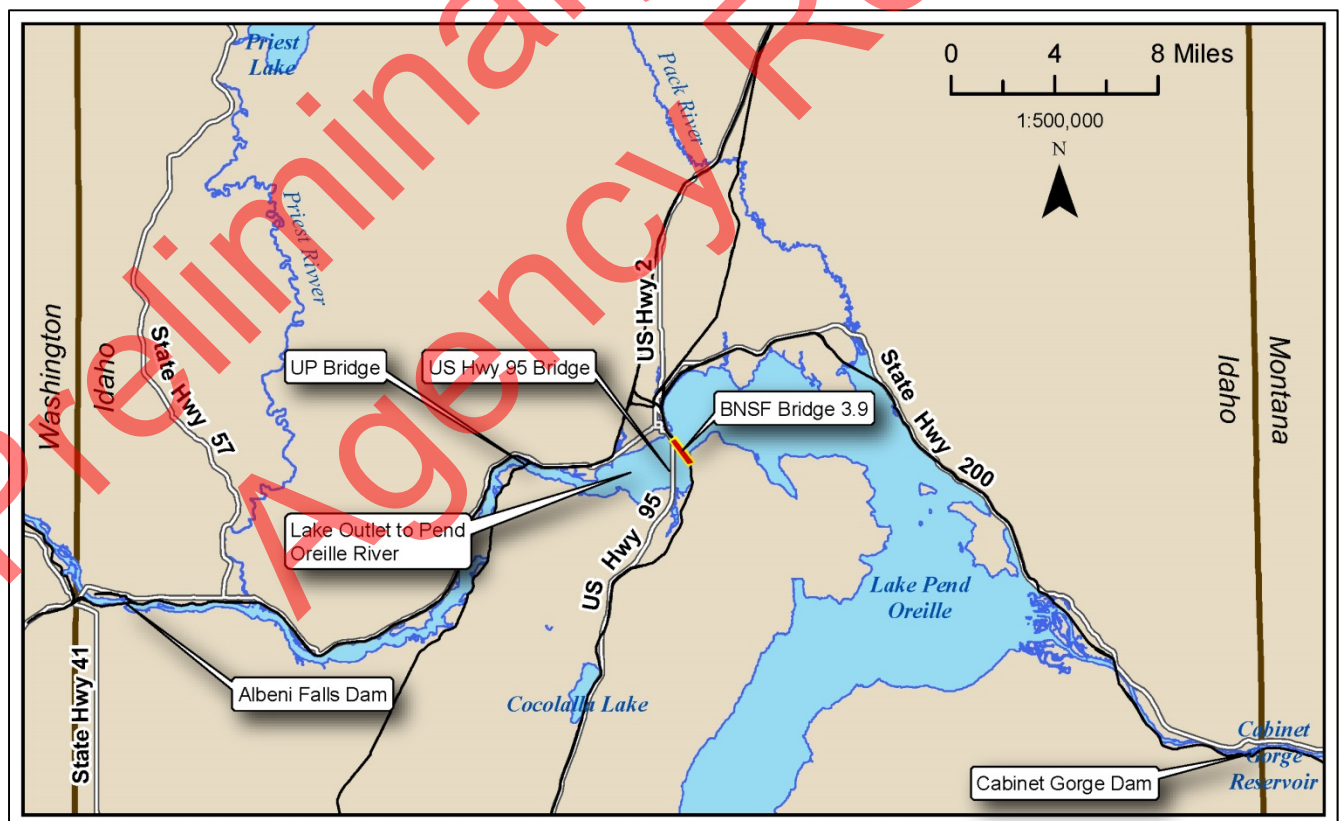 Preliminar
Agency R
Priest
Lake
Pack River
0 4 8 Miles
1:500,000
N
Priest Rivver
Washington
Idaho
State Hwy 57
US Hwy 2
UP Bridge
US Hwy 95 Bridge
BNSF Bridge 3.9
State Hwy 200
Idaho
Montana
Lake Outlet to Pend
Oreille River
US Hwy 95
Lake Pend
Oreille
State Hwy 41
Albeni Falls Dam
Cocolalla Lake
Cabinet
Gorge
Reservoir
Cabinet Gorge Dam